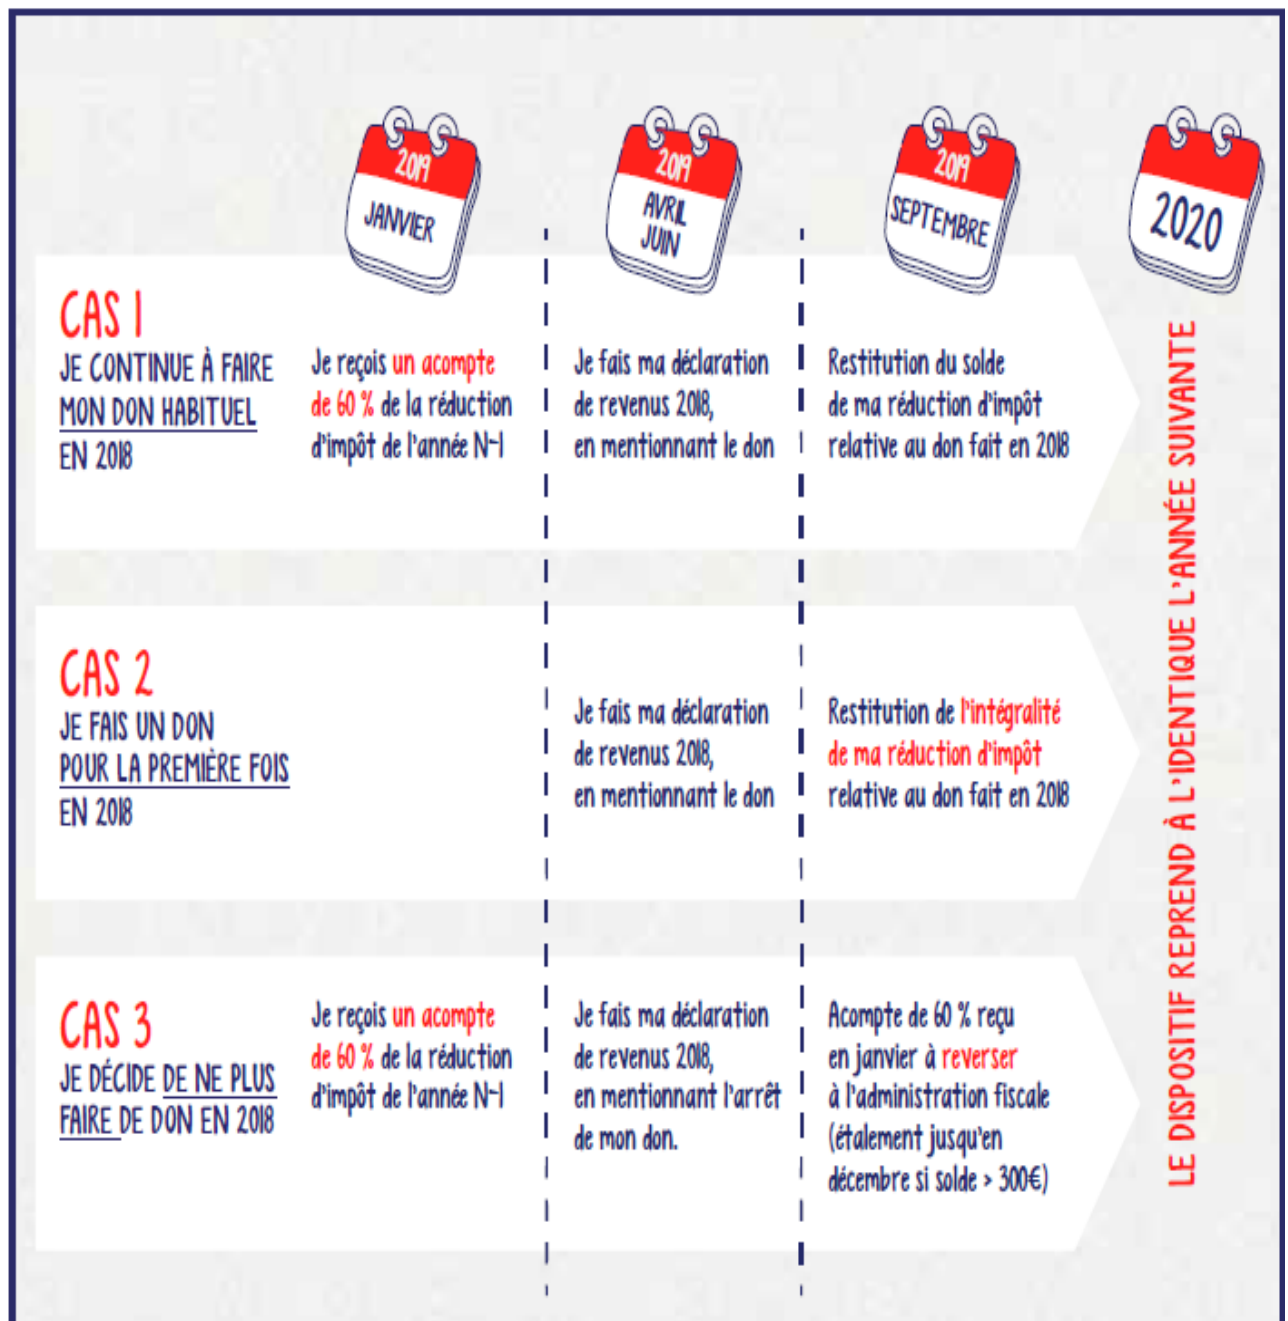 2019
JANVIER
2019
AVRIL
JUIN
2019
SEPTEMBRE
2020
CAS 1
JE CONTINUE À FAIRE
MON DON HABITUEL
EN 2018
Je reçois un acompte
de 60 % de la réduction
d'impôt de l'année N-1
Je fais ma déclaration
de revenus 2018,
en mentionnant le don
Restitution du solde
de ma réduction d'impôt
relative au don fait en 2018
CAS 2
JE FAIS UN DON
POUR LA PREMIÈRE FOIS
EN 2018
Je fais ma déclaration
de revenus 2018,
en mentionnant le don
Restitution de l'intégralité
de ma réduction d'impôt
relative au don fait en 2018
CAS 3
JE DÉCIDE DE NE PLUS
FAIRE DE DON EN 2018
Je reçois un acompte
de 60 % de la réduction
d'impôt de l'année N-1
Je fais ma déclaration
de revenus 2018,
en mentionnant l'arrêt
de mon don.
Acompte de 60 % reçu
en janvier à reverser
à l'administration fiscale
(étalement jusqu'en
décembre si solde > 300€)
LE DISPOSITIF REPREND À L'IDENTIQUE L'ANNÉE SUIVANTE